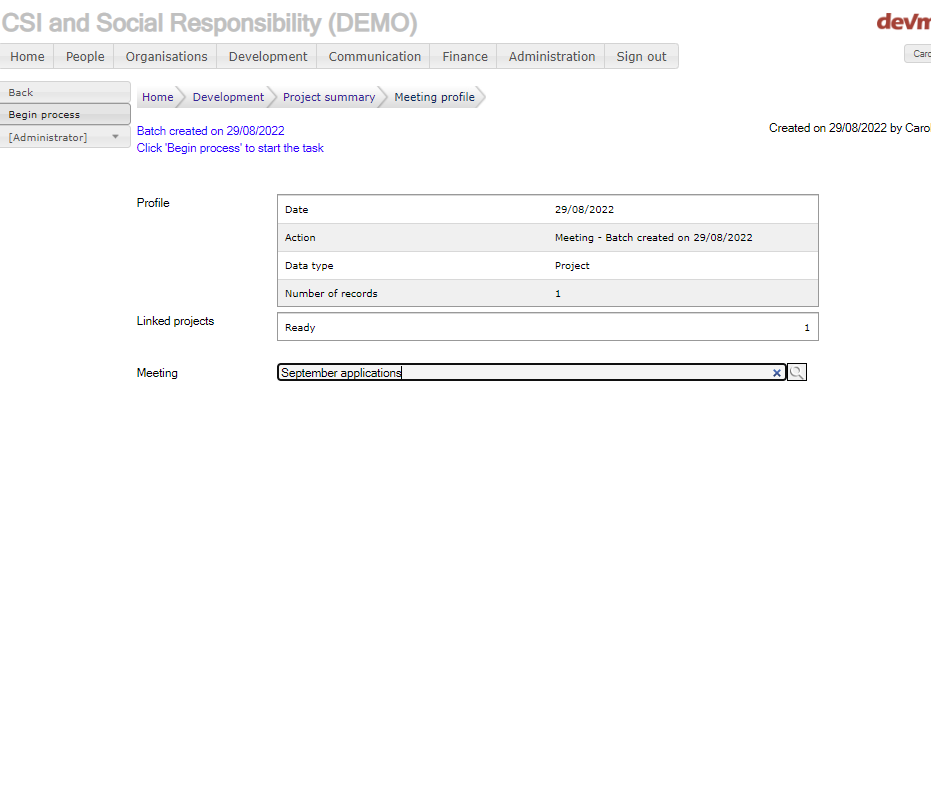 CSI and Social Responsibility (DEMO)
Home People Organisations Development Communication Finance Administration Sign out
Back
Begin process
[Administrator]
Home Development Project summary Meeting profile
Batch created on 29/08/2022
Click 'Begin process' to start the task
Created on 29/08/2022 by Carol
Profile
Date 29/08/2022
Action Meeting - Batch created on 29/08/2022
Data type Project
Number of records 1
Linked projects
Ready 1
Meeting September applications